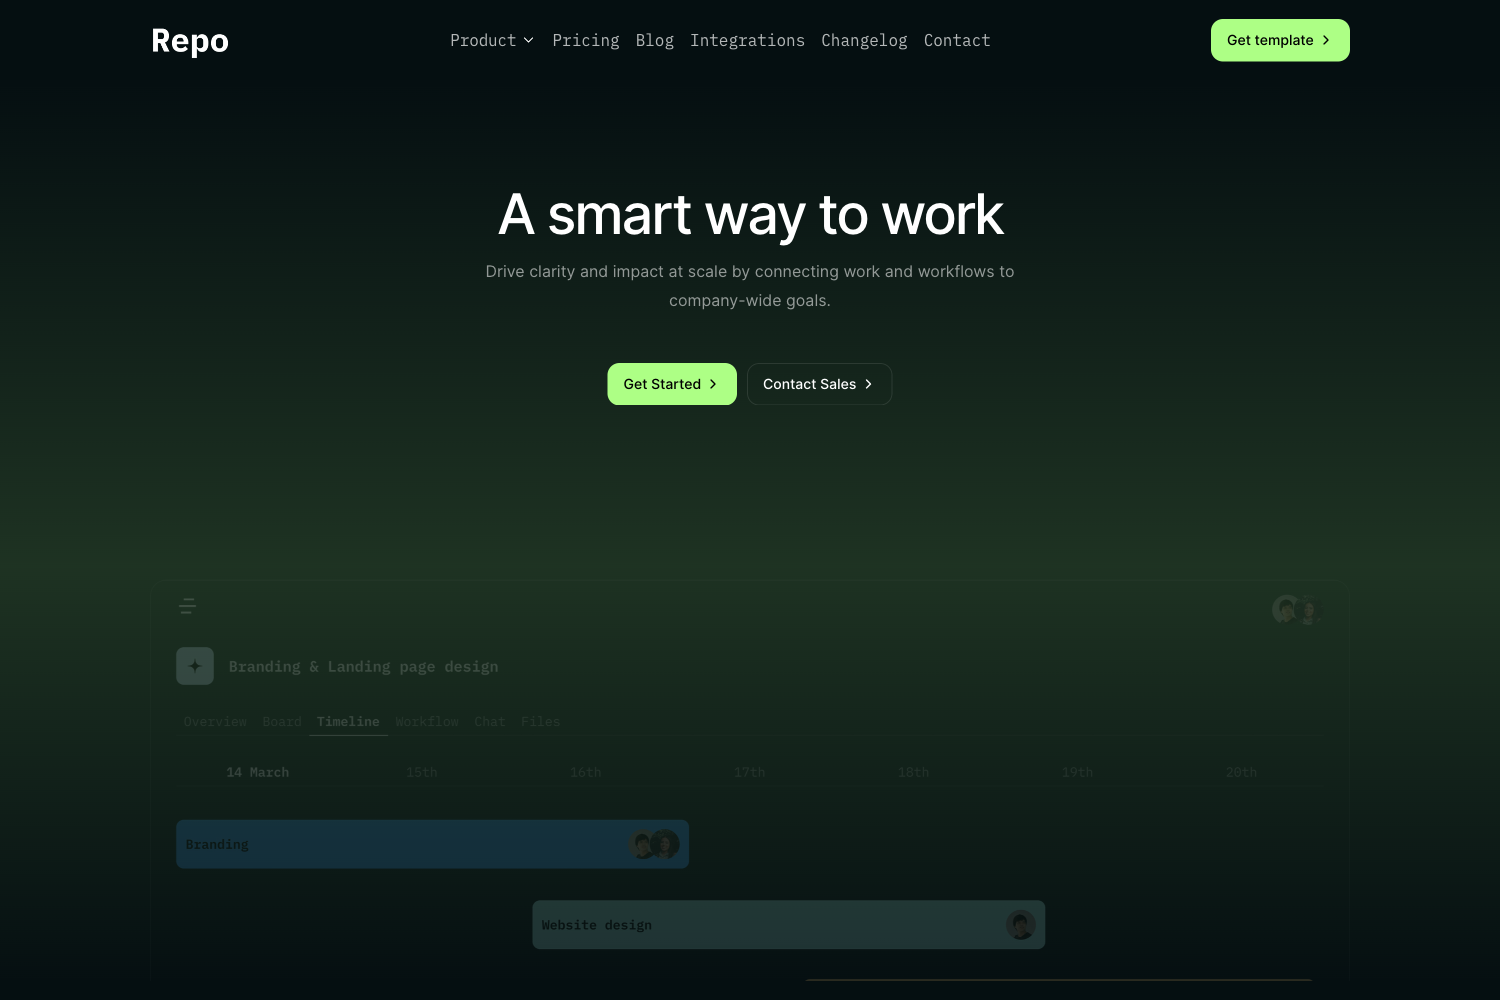 Repo
Product Pricing Blog Integrations Changelog Contact
Get template
A smart way to work
Drive clarity and impact at scale by connecting work and workflows to
company-wide goals.
Get Started
Contact Sales
Branding & Landing page design
Overview Board Timeline Workflow Chat Files
14 March 15th 16th 17th 18th 19th 20th
Branding
Website design